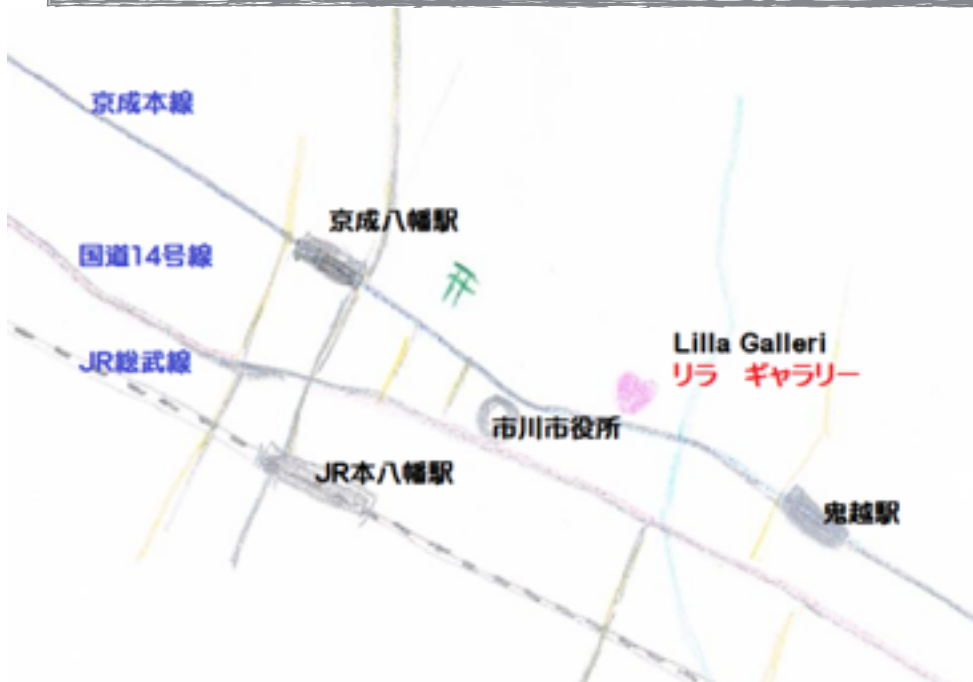 京成本線
京成八幡駅
国道14号線
Lilla Galleri
リラ　ギャラリー
JR総武線
市川市役所
JR本八幡駅
鬼越駅